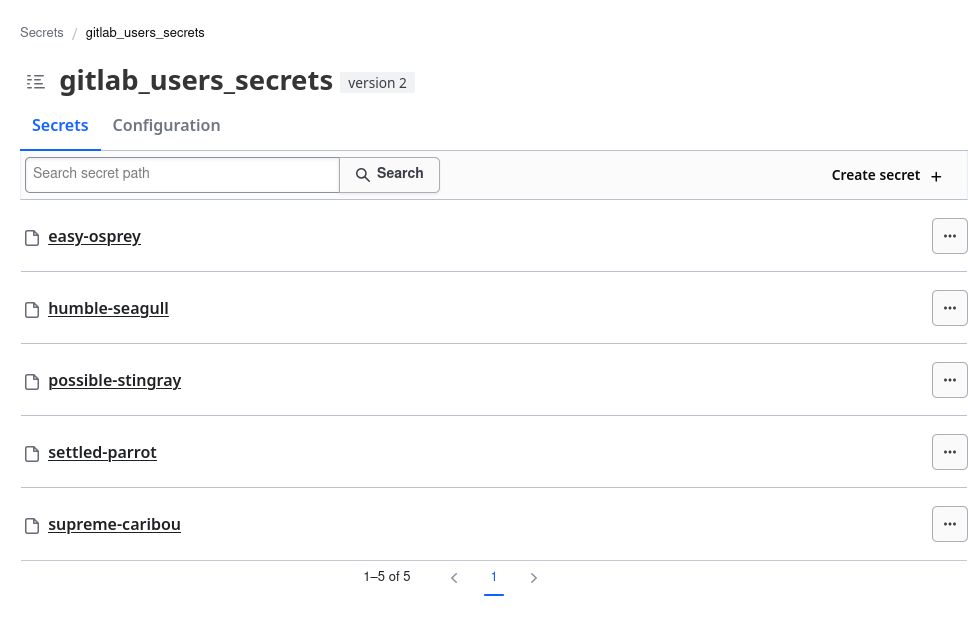 Secrets / gitlab_users_secrets
gitlab_users_secrets version 2
Secrets Configuration
Search secret path Search Create secret +
easy-osprey
humble-seagull
possible-stingray
settled-parrot
supreme-caribou
1–5 of 5 1